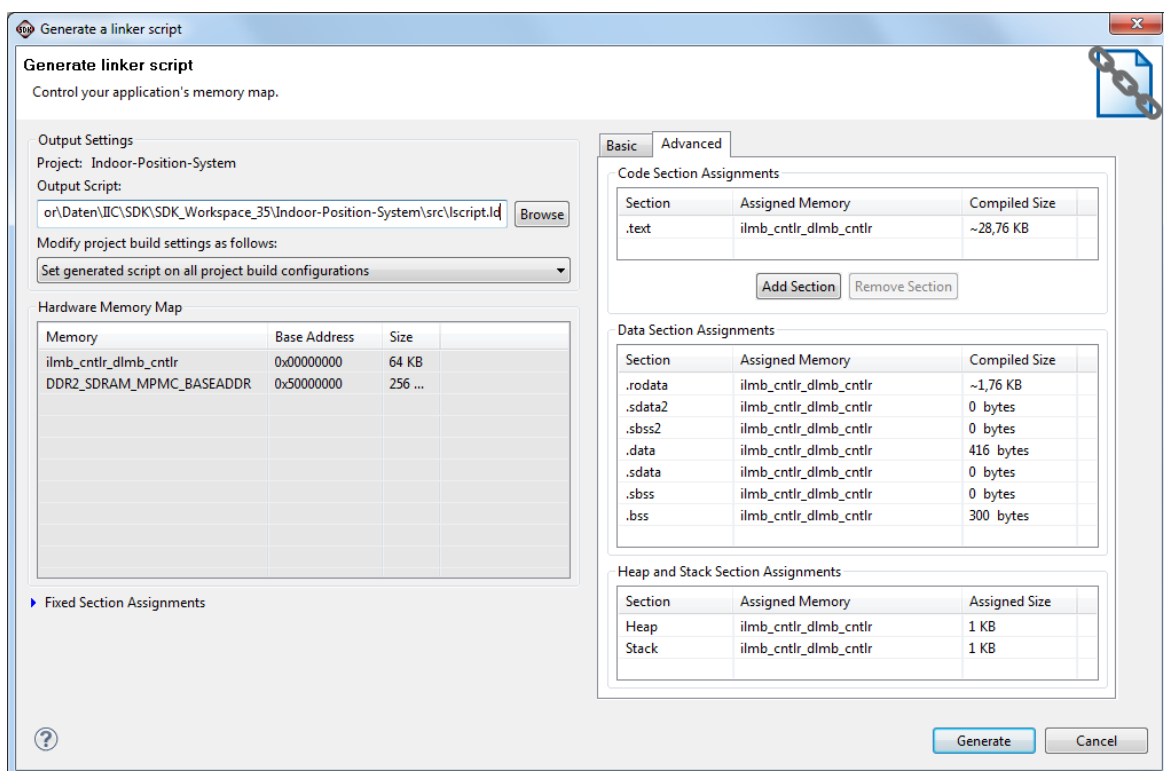 SDK Generate a linker script
Generate linker script
Control your application's memory map.
Output Settings
Project: Indoor-Position-System
Output Script:
or\Daten\IIC\SDK\SDK_Workspace_35\Indoor-Position-System\src\lscript.ld Browse
Modify project build settings as follows:
Set generated script on all project build configurations
Hardware Memory Map
Memory Base Address Size
ilmb_cntlr_dlmb_cntlr 0x00000000 64 KB
DDR2_SDRAM_MPMC_BASEADDR 0x50000000 256 ...
Fixed Section Assignments
Basic Advanced
Code Section Assignments
Section Assigned Memory Compiled Size
.text ilmb_cntlr_dlmb_cntlr ~28,76 KB
Add Section Remove Section
Data Section Assignments
Section Assigned Memory Compiled Size
.rodata ilmb_cntlr_dlmb_cntlr ~1,76 KB
.sdata2 ilmb_cntlr_dlmb_cntlr 0 bytes
.sbss2 ilmb_cntlr_dlmb_cntlr 0 bytes
.data ilmb_cntlr_dlmb_cntlr 416 bytes
.sdata ilmb_cntlr_dlmb_cntlr 0 bytes
.sbss ilmb_cntlr_dlmb_cntlr 0 bytes
.bss ilmb_cntlr_dlmb_cntlr 300 bytes
Heap and Stack Section Assignments
Section Assigned Memory Assigned Size
Heap ilmb_cntlr_dlmb_cntlr 1 KB
Stack ilmb_cntlr_dlmb_cntlr 1 KB
? Generate Cancel